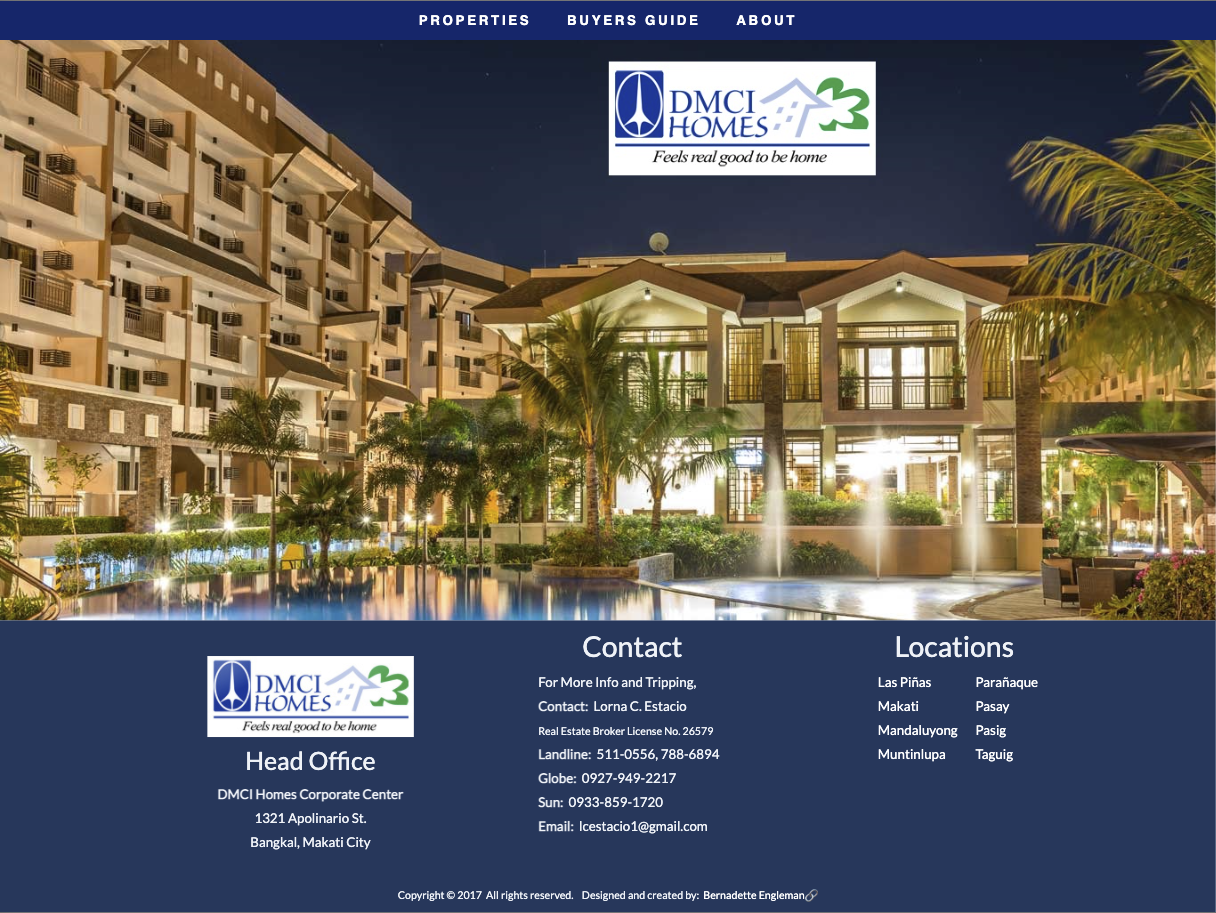 PROPERTIES BUYERS GUIDE ABOUT
DMCI
HOMES
Feels real good to be home
DMCI
HOMES
Feels real good to be home
Head Office
DMCI Homes Corporate Center
1321 Apolinario St.
Bangkal, Makati City
Contact
For More Info and Tripping,
Contact: Lorna C. Estacio
Real Estate Broker License No. 26579
Landline: 511-0556, 788-6894
Globe: 0927-949-2217
Sun: 0933-859-1720
Email: lcestacio1@gmail.com
Locations
Las Piñas Parañaque
Makati Pasay
Mandaluyong Pasig
Muntinlupa Taguig
Copyright © 2017 All rights reserved. Designed and created by: Bernadette Engleman